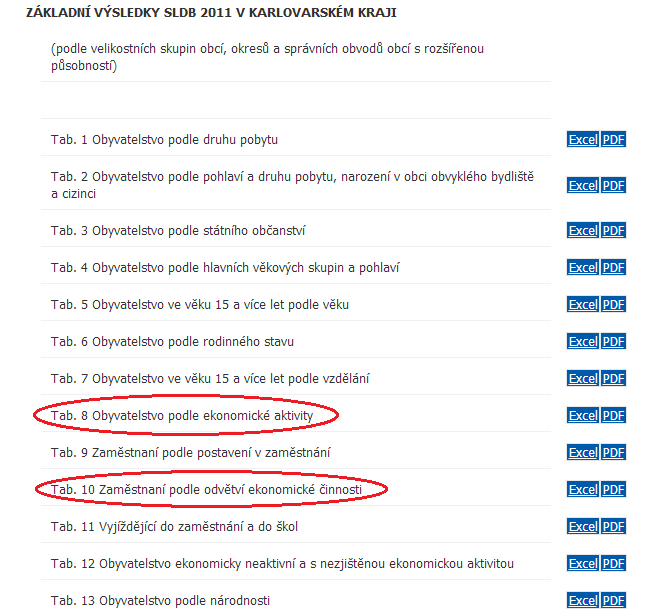 ZÁKLADNÍ VÝSLEDKY SLDB 2011 V KARLOVARSKÉM KRAJI
(podle velikostních skupin obcí, okresů a správních obvodů obcí s rozšířenou
působností)
Tab. 1 Obyvatelstvo podle druhu pobytu Excel PDF
Tab. 2 Obyvatelstvo podle pohlaví a druhu pobytu, narození v obci obvyklého bydliště
a cizinci Excel PDF
Tab. 3 Obyvatelstvo podle státního občanství Excel PDF
Tab. 4 Obyvatelstvo podle hlavních věkových skupin a pohlaví Excel PDF
Tab. 5 Obyvatelstvo ve věku 15 a více let podle věku Excel PDF
Tab. 6 Obyvatelstvo podle rodinného stavu Excel PDF
Tab. 7 Obyvatelstvo ve věku 15 a více let podle vzdělání Excel PDF
Tab. 8 Obyvatelstvo podle ekonomické aktivity Excel PDF
Tab. 9 Zaměstnaní podle postavení v zaměstnání Excel PDF
Tab. 10 Zaměstnaní podle odvětví ekonomické činnosti Excel PDF
Tab. 11 Vyjíždějící do zaměstnání a do škol Excel PDF
Tab. 12 Obyvatelstvo ekonomicky neaktivní a s nezjištěnou ekonomickou aktivitou Excel PDF
Tab. 13 Obyvatelstvo podle národnosti Excel PDF